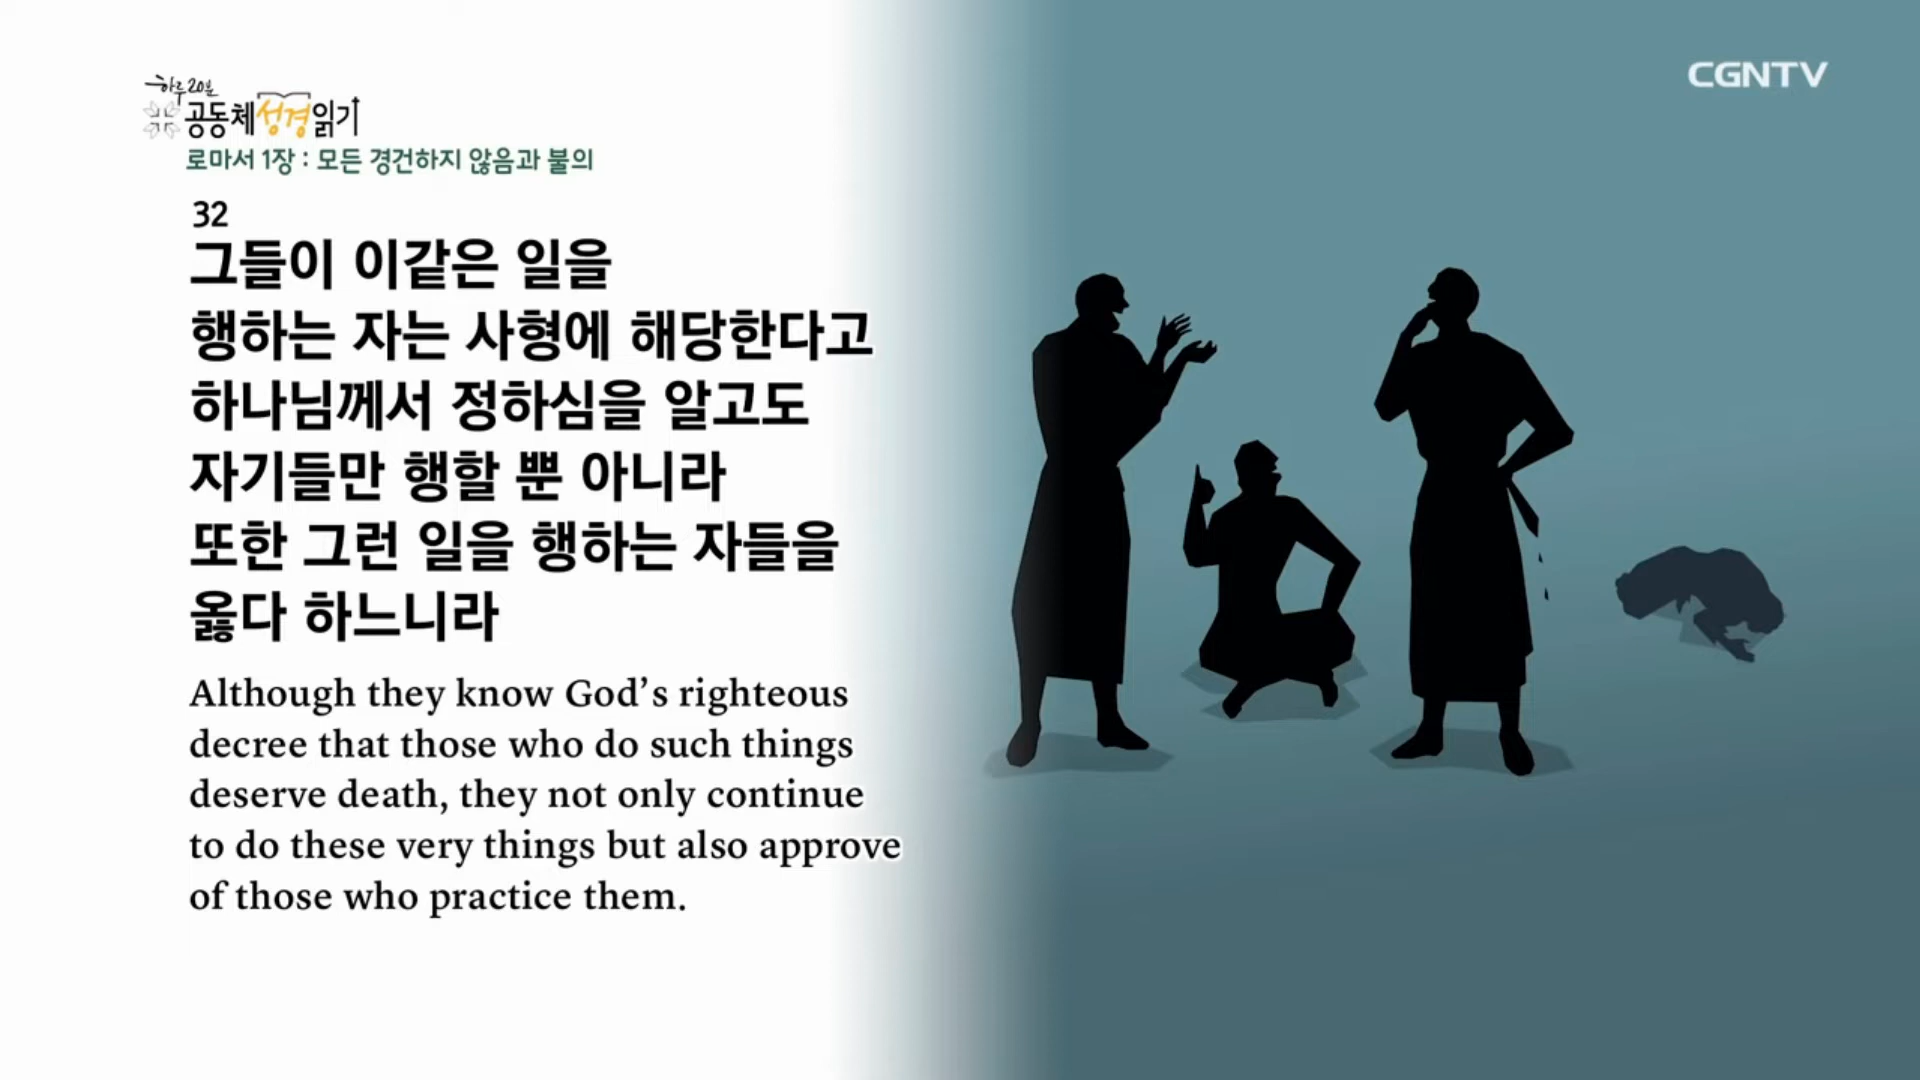 하루 20분
공동체성경읽기
CGNTV
로마서 1장 : 모든 경건하지 않음과 불의
32
그들이 이같은 일을
행하는 자는 사형에 해당한다고
하나님께서 정하심을 알고도
자기들만 행할 뿐 아니라
또한 그런 일을 행하는 자들을
옳다 하느니라
Although they know God’s righteous
decree that those who do such things
deserve death, they not only continue
to do these very things but also approve
of those who practice them.